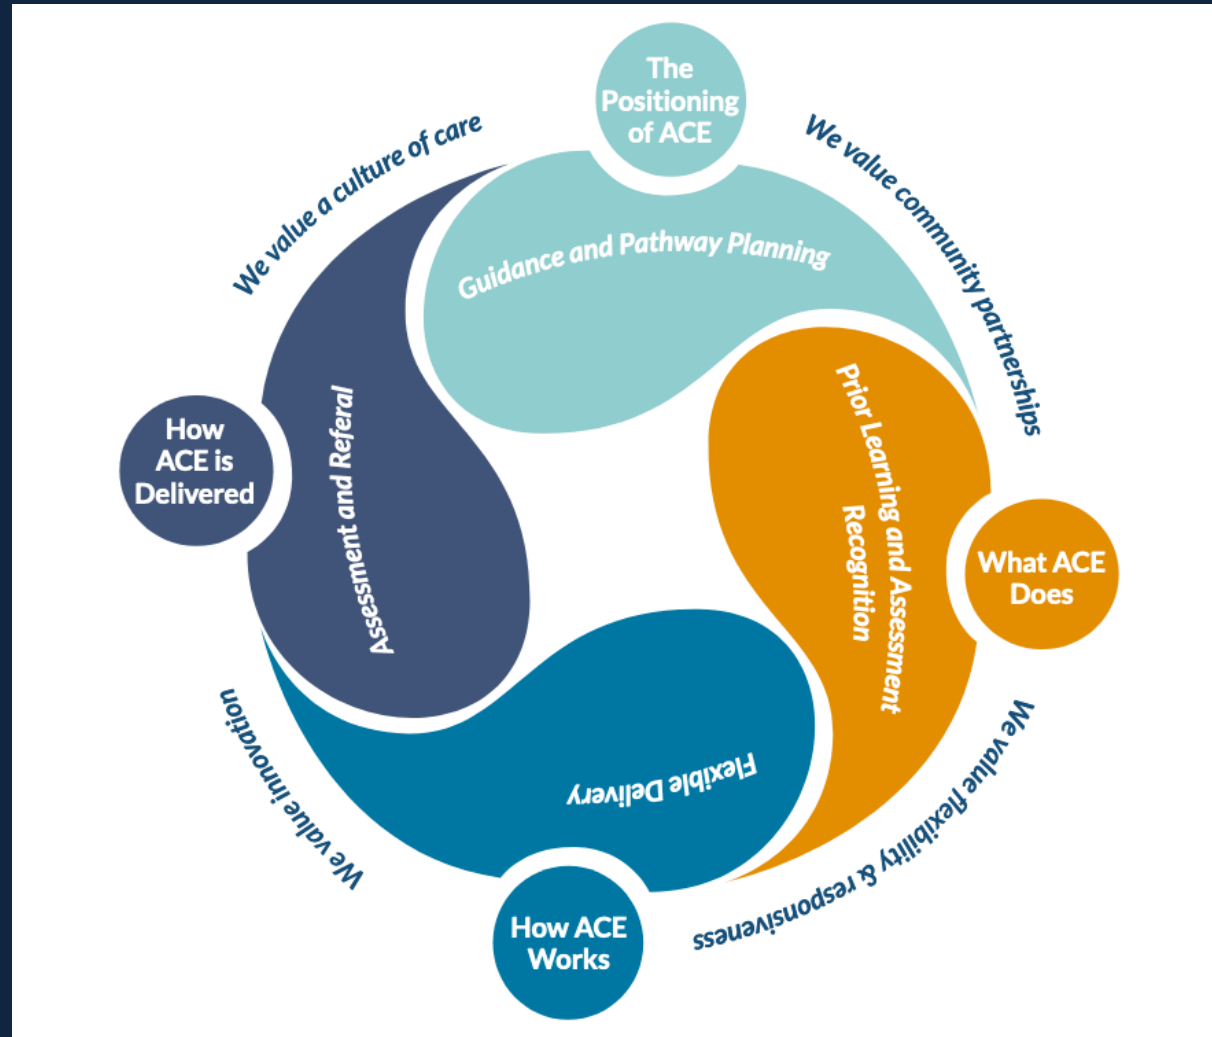 The
Positioning
of ACE
We value a culture of care
We value community partnerships
Guidance and Pathway Planning
Prior Learning and Assessment
Recognition
How
ACE is
Delivered
Assessment and Referal
What ACE
Does
We value innovation
Flexible Delivery
We value flexibility & responsiveness
How ACE
Works